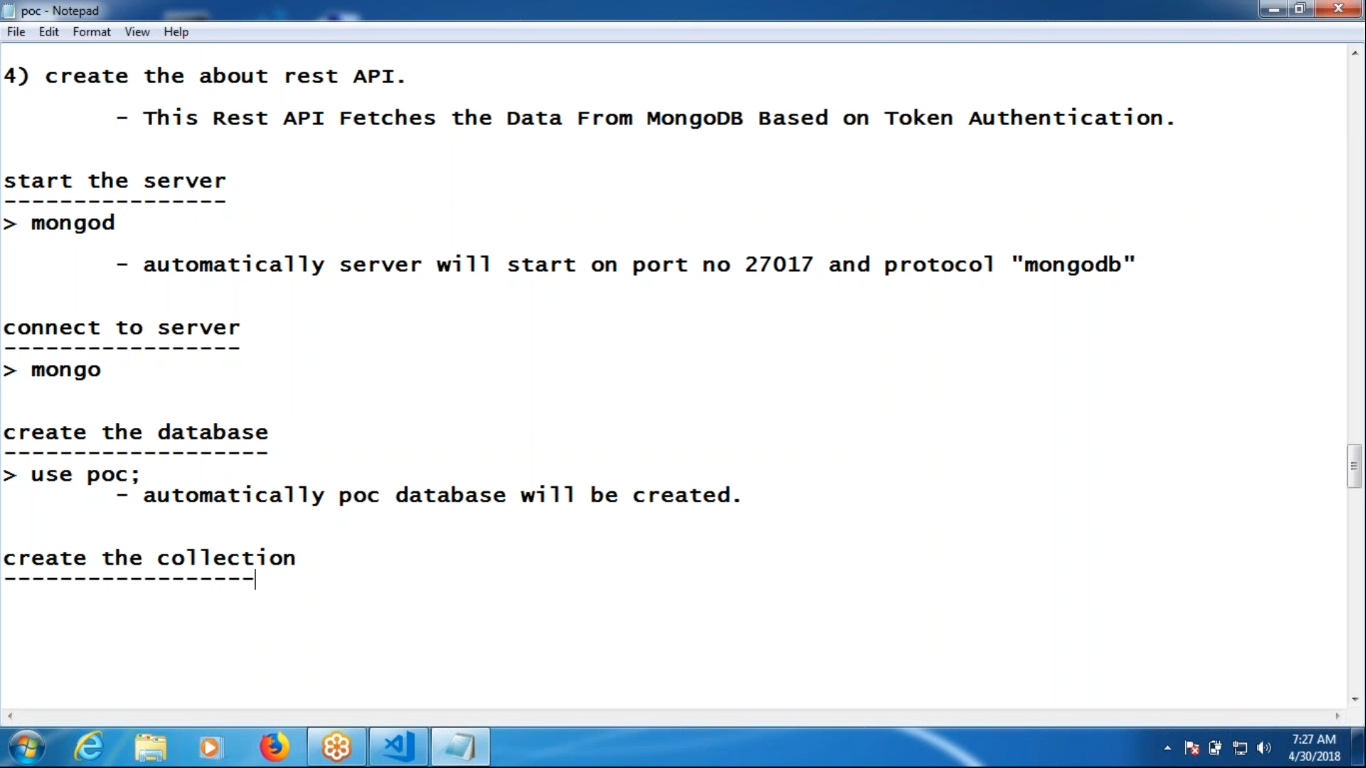 poc - Notepad
File Edit Format View Help
4) create the about rest API.
- This Rest API Fetches the Data From MongoDB Based on Token Authentication.
start the server
----------------
> mongod
- automatically server will start on port no 27017 and protocol "mongodb"
connect to server
-----------------
> mongo
create the database
-------------------
> use poc;
- automatically poc database will be created.
create the collection
------------------
7:27 AM
4/30/2018